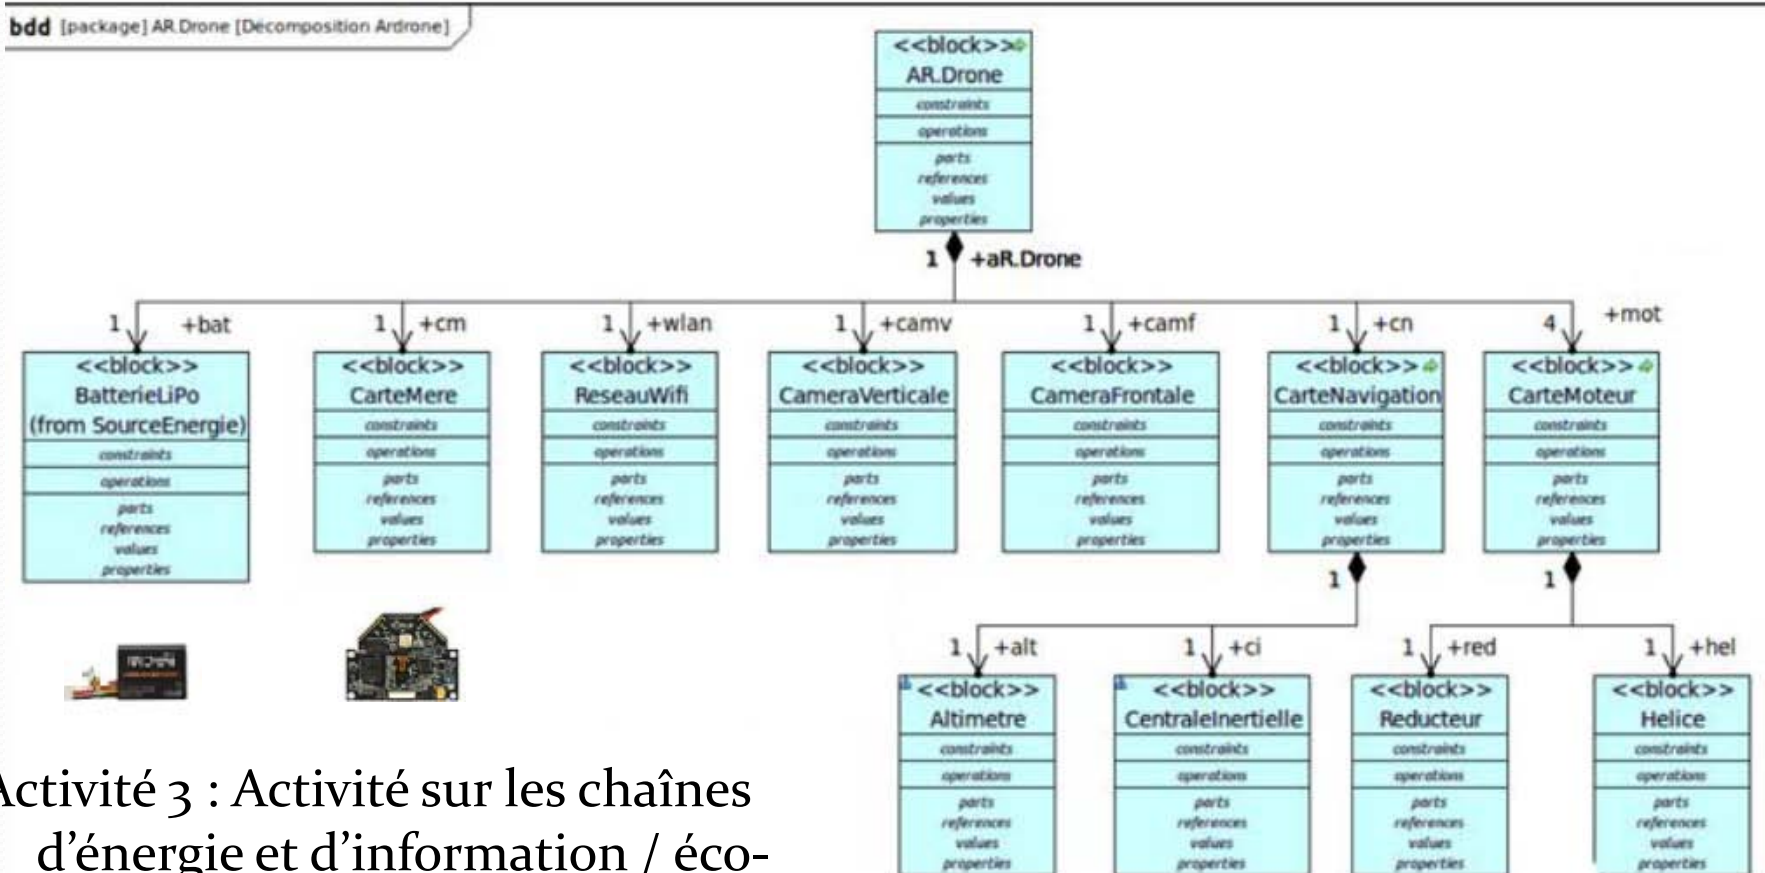 bdd [package] AR.Drone [Décomposition Ardrone]
<<block>>
AR.Drone
constraints
operations
parts
references
values
properties
1 +aR.Drone
1 +bat
1 +cm
1 +wlan
1 +camv
1 +camf
1 +cn
4 +mot
<<block>>
BatterieLiPo
(from SourceEnergie)
constraints
operations
parts
references
values
properties
<<block>>
CarteMere
constraints
operations
parts
references
values
properties
<<block>>
ReseauWifi
constraints
operations
parts
references
values
properties
<<block>>
CameraVerticale
constraints
operations
parts
references
values
properties
<<block>>
CameraFrontale
constraints
operations
parts
references
values
properties
<<block>>
CarteNavigation
constraints
operations
parts
references
values
properties
<<block>>
CarteMoteur
constraints
operations
parts
references
values
properties
1
1
1 +alt
1 +ci
1 +red
1 +hel
<<block>>
Altimetre
constraints
operations
parts
references
values
properties
<<block>>
CentraleInertielle
constraints
operations
parts
references
values
properties
<<block>>
Reducteur
constraints
operations
parts
references
values
properties
<<block>>
Helice
constraints
operations
parts
references
values
properties
Activité 3 : Activité sur les chaînes
d'énergie et d'information / éco-